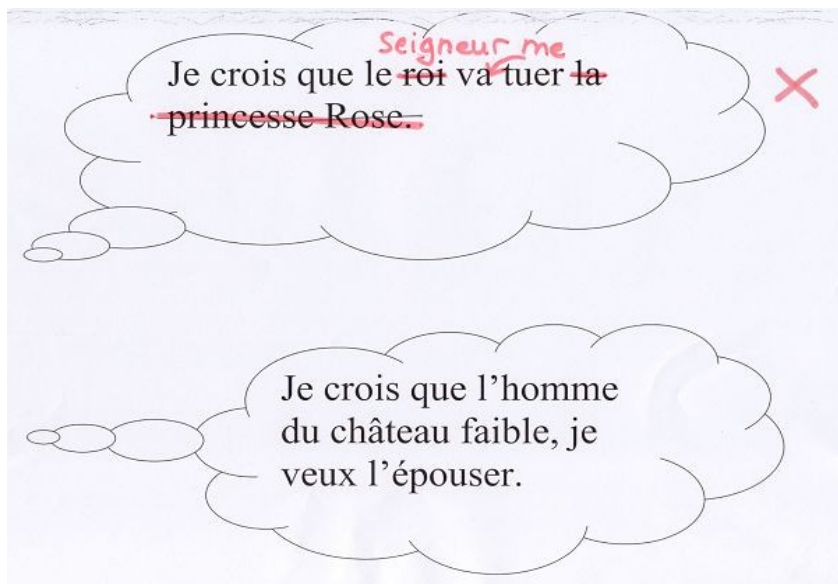 Seigneur me
Je crois que le roi va tuer la
princesse Rose.
Je crois que l'homme
du château faible, je
veux l'épouser.